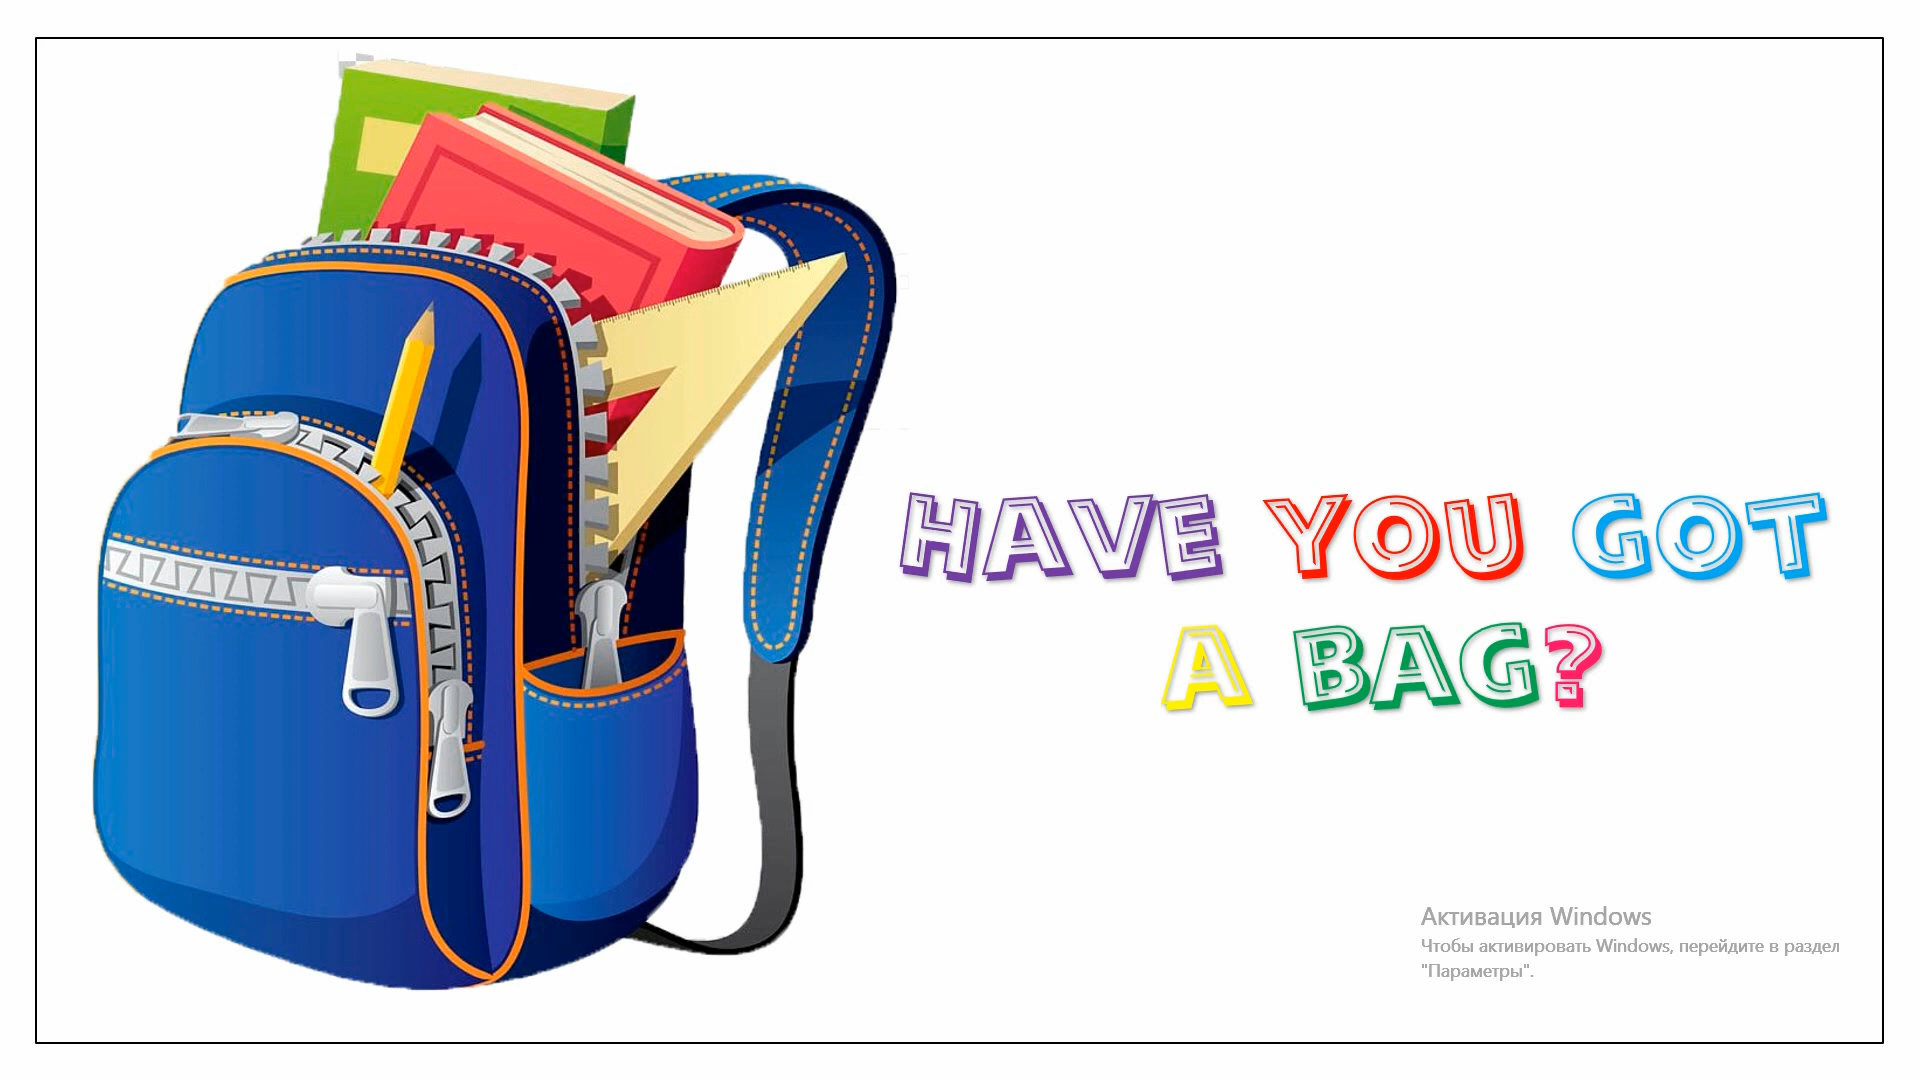 HAVE YOU GOT
A BAG?
Активация Windows
Чтобы активировать Windows, перейдите в раздел
"Параметры".